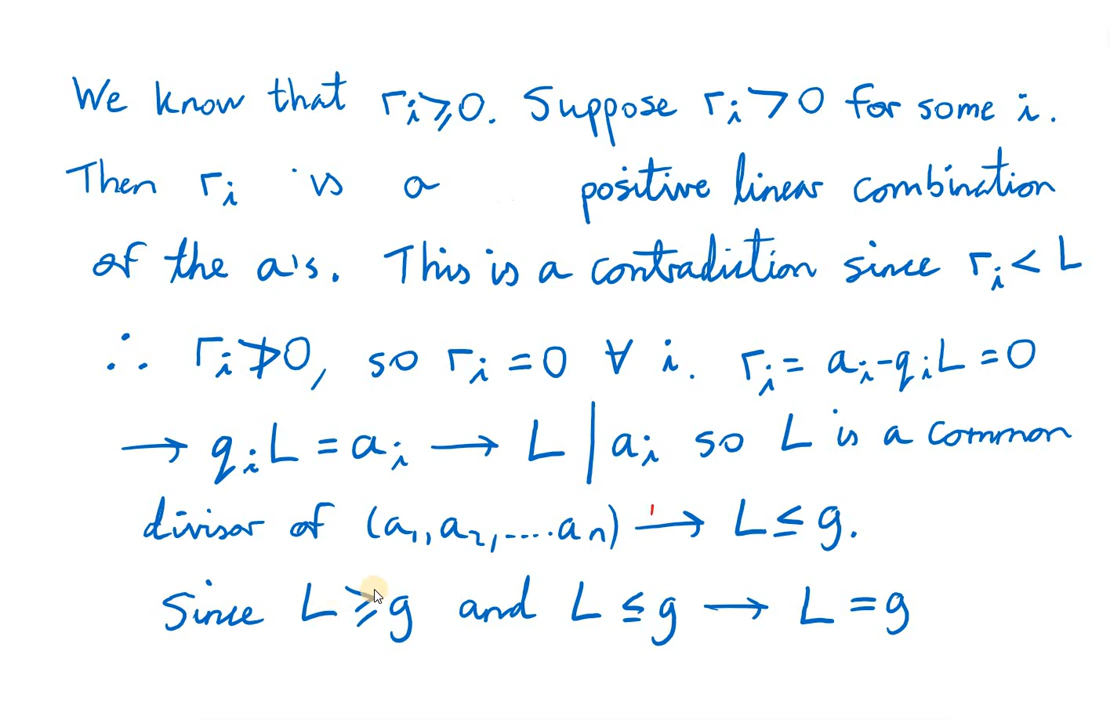 We know that rᵢ⩾0. Suppose rᵢ>0 for some i.
Then rᵢ is a positive linear combination
of the a's. This is a contradiction since rᵢ< L
∴ rᵢ≯0, so rᵢ=0 ∀ i. rᵢ= aᵢ-qᵢL=0
→ qᵢL=aᵢ → L | aᵢ so L is a common
divisor of (a₁,a₂,....aₙ) → L≤g.
Since L⩾g and L≤g → L=g